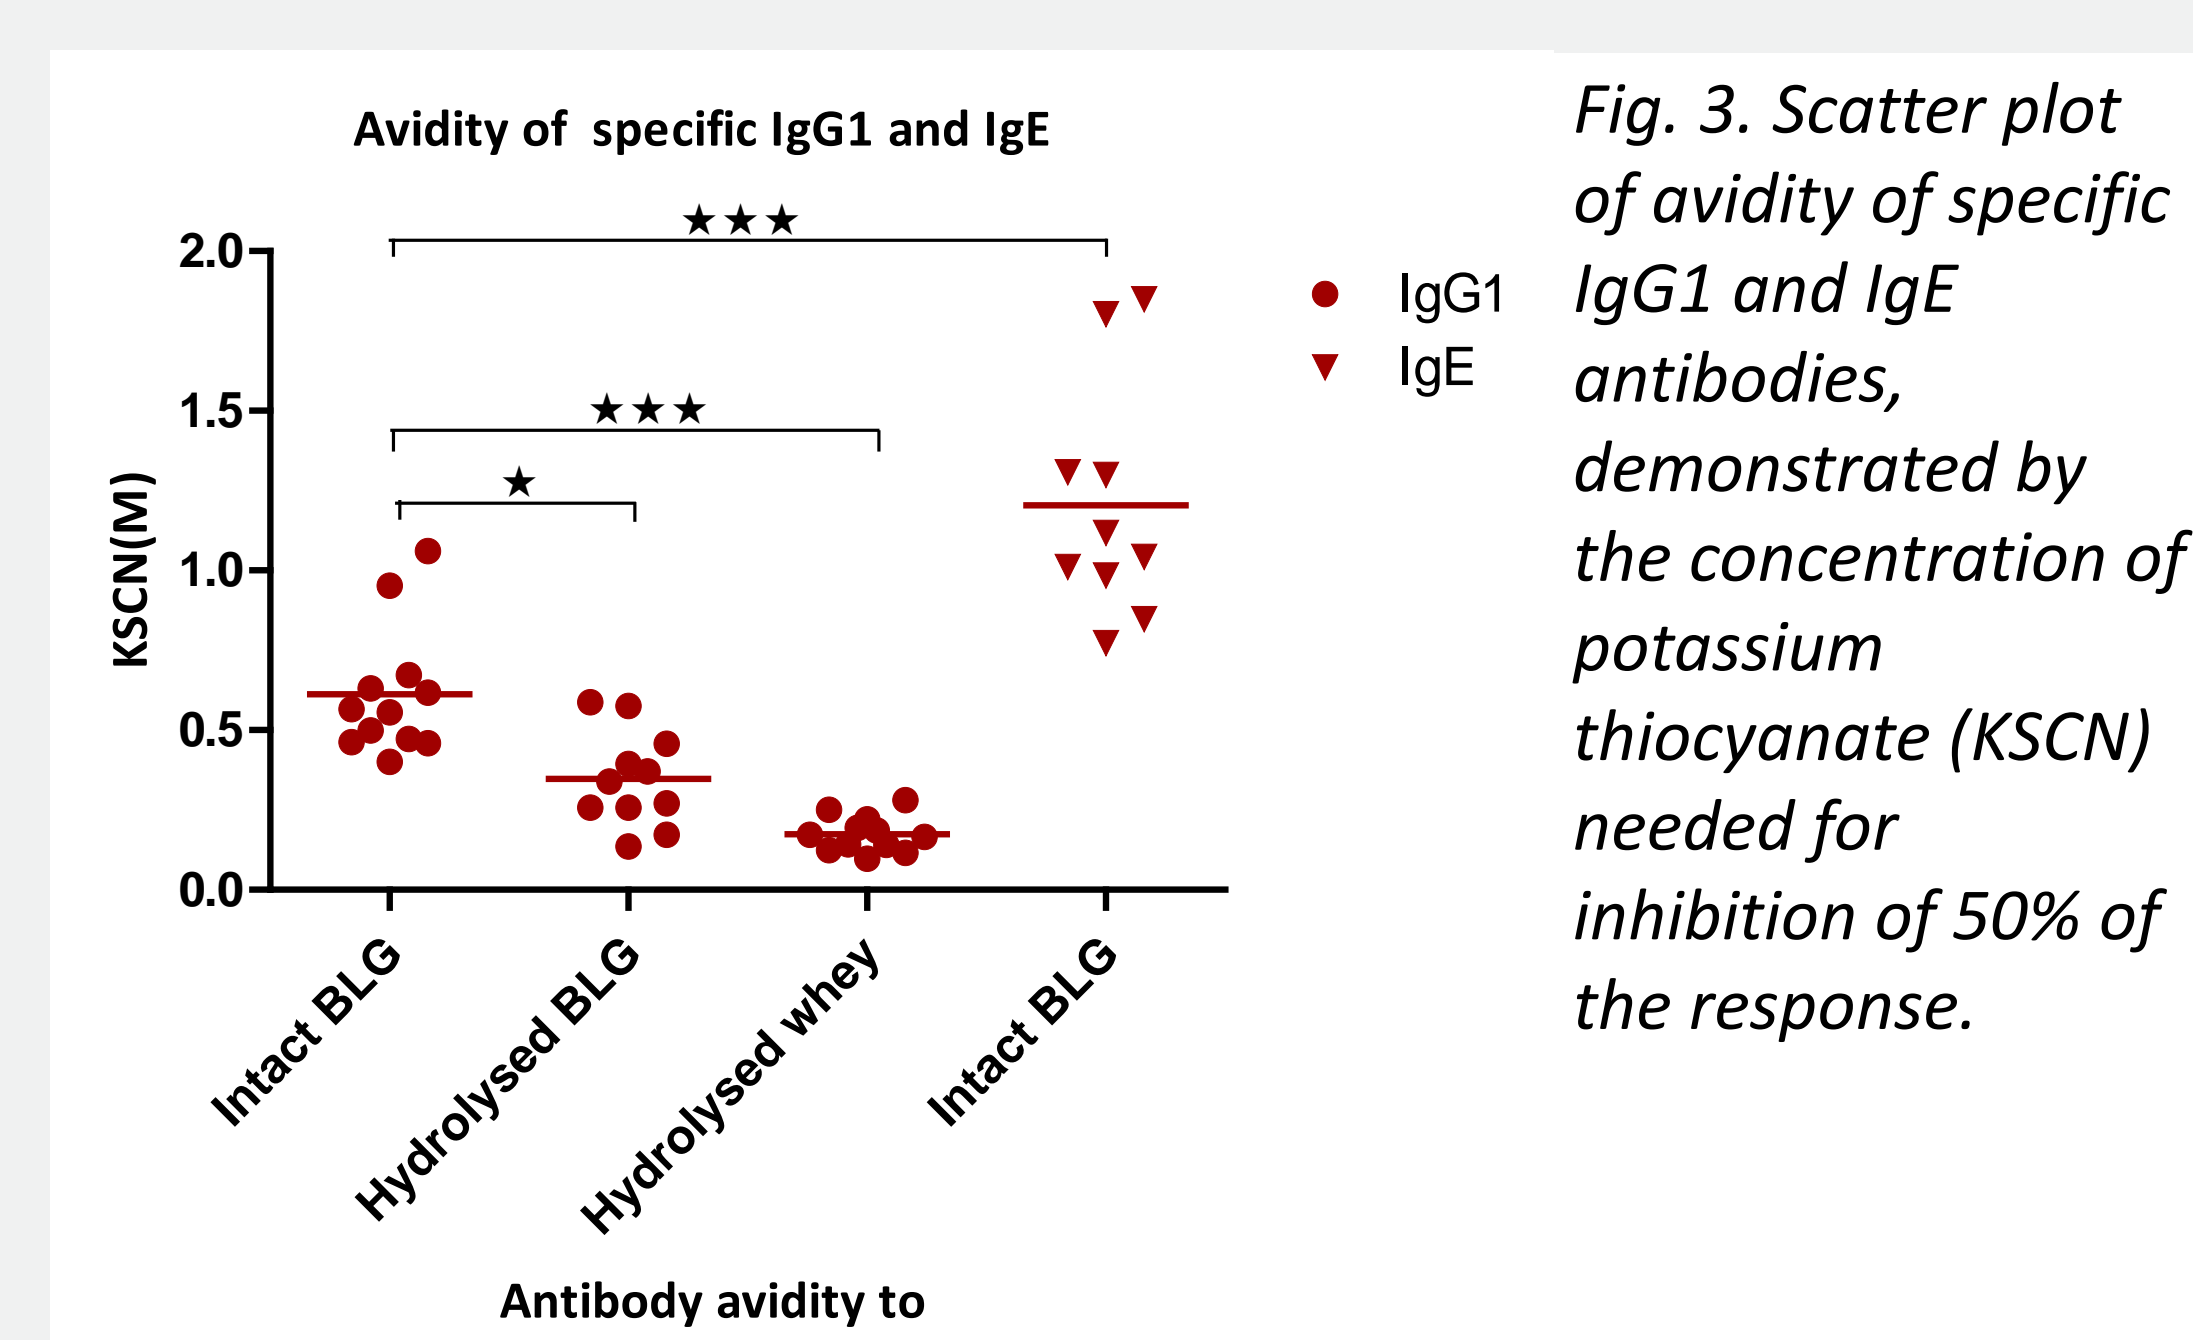 Avidity of specific IgG1 and IgE
★★★
2.0
1.5
1.0
0.5
0.0
★★★
★
KSCN(M)
IgG1
IgE
Intact BLG
Hydrolysed BLG
Hydrolysed whey
Intact BLG
Antibody avidity to
Fig. 3. Scatter plot
of avidity of specific
IgG1 and IgE
antibodies,
demonstrated by
the concentration of
potassium
thiocyanate (KSCN)
needed for
inhibition of 50% of
the response.